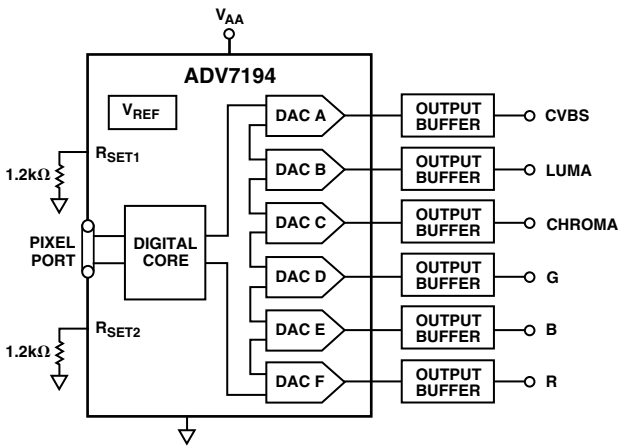 VAA
ADV7194
VREF
DAC A
OUTPUT
BUFFER
CVBS
RSET1
1.2kΩ
DAC B
OUTPUT
BUFFER
LUMA
PIXEL
PORT
DIGITAL
CORE
DAC C
OUTPUT
BUFFER
CHROMA
DAC D
OUTPUT
BUFFER
G
RSET2
1.2kΩ
DAC E
OUTPUT
BUFFER
B
DAC F
OUTPUT
BUFFER
R